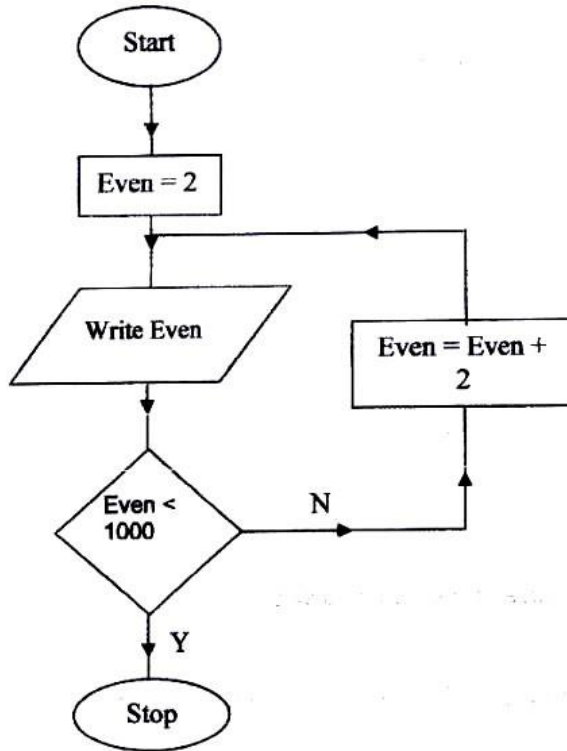 Start
Even = 2
Write Even
Even = Even +
2
Even <
1000
N
Y
Stop